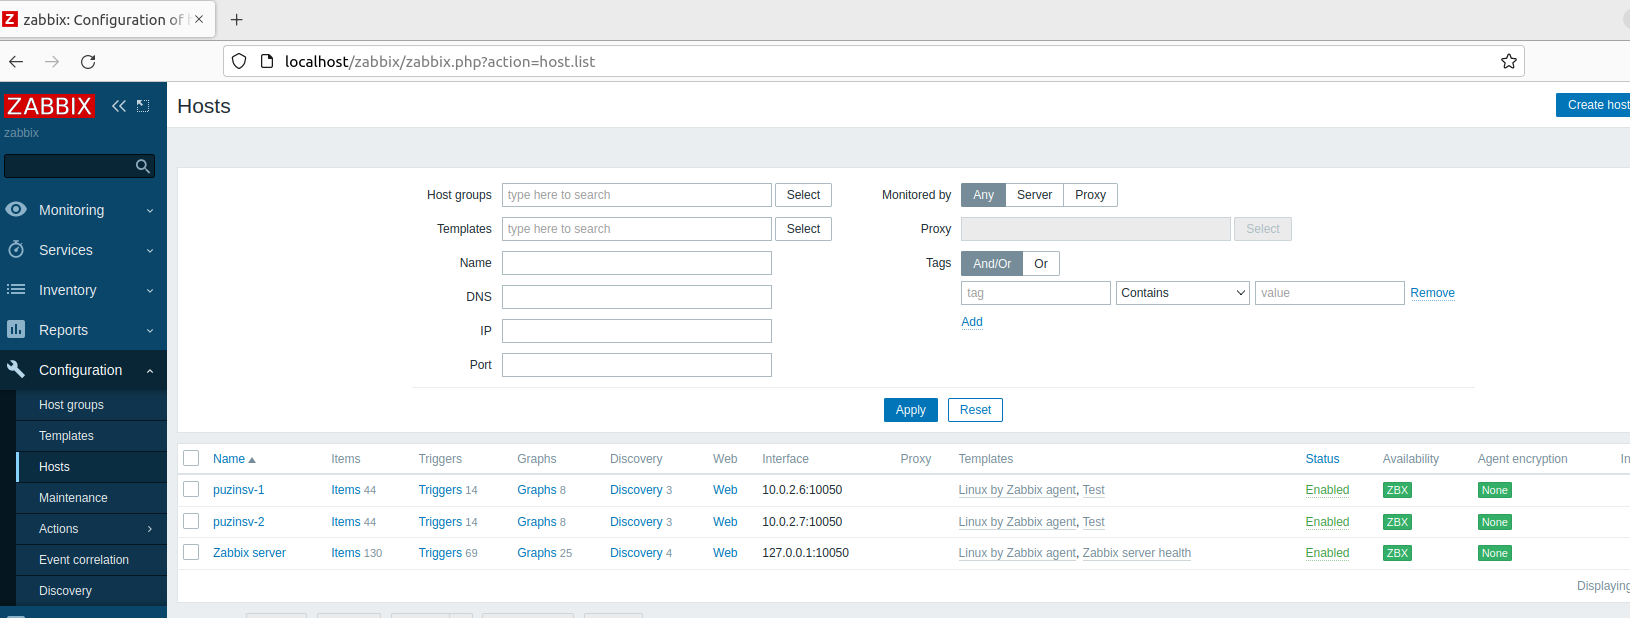 zabbix: Configuration of
localhost/zabbix/zabbix.php?action=host.list
ZABBIX
zabbix
Monitoring
Services
Inventory
Reports
Configuration
Host groups
Templates
Hosts
Maintenance
Actions
Event correlation
Discovery
Hosts
Create host
Host groups type here to search Select
Templates type here to search Select
Name
DNS
IP
Port
Monitored by Any Server Proxy
Proxy Select
Tags And/Or Or
tag Contains value Remove
Add
Apply Reset
Name Items Triggers Graphs Discovery Web Interface Proxy Templates Status Availability Agent encryption In
puzinsv-1 Items 44 Triggers 14 Graphs 8 Discovery 3 Web 10.0.2.6:10050 Linux by Zabbix agent, Test Enabled ZBX None
puzinsv-2 Items 44 Triggers 14 Graphs 8 Discovery 3 Web 10.0.2.7:10050 Linux by Zabbix agent, Test Enabled ZBX None
Zabbix server Items 130 Triggers 69 Graphs 25 Discovery 4 Web 127.0.0.1:10050 Linux by Zabbix agent, Zabbix server health Enabled ZBX None
Displaying